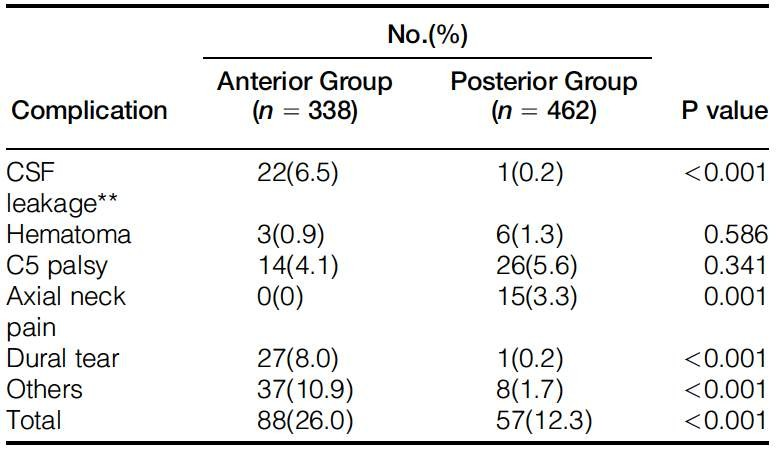 No.(%)
Anterior Group Posterior Group
Complication (n = 338) (n = 462) P value
CSF 22(6.5) 1(0.2) <0.001
leakage**
Hematoma 3(0.9) 6(1.3) 0.586
C5 palsy 14(4.1) 26(5.6) 0.341
Axial neck 0(0) 15(3.3) 0.001
pain
Dural tear 27(8.0) 1(0.2) <0.001
Others 37(10.9) 8(1.7) <0.001
Total 88(26.0) 57(12.3) <0.001